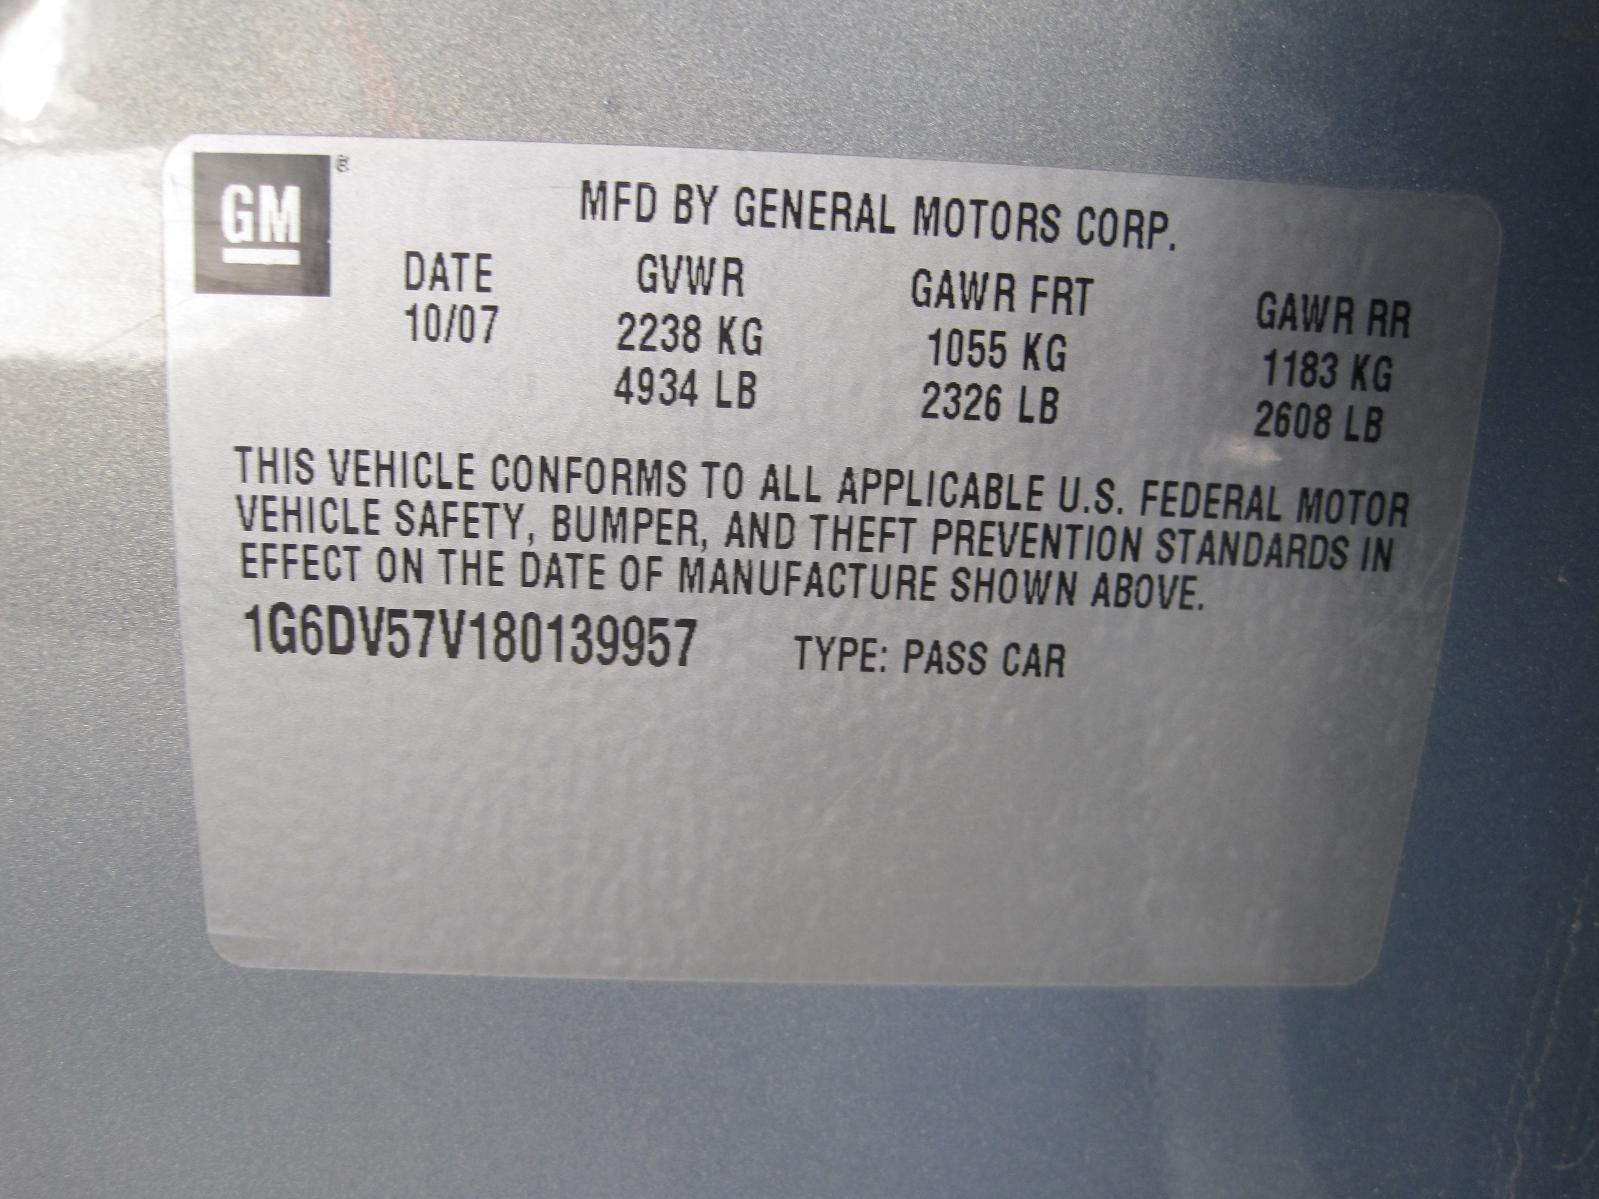 GM ®
MFD BY GENERAL MOTORS CORP.
DATE GVWR GAWR FRT GAWR RR
10/07 2238 KG 1055 KG 1183 KG
4934 LB 2326 LB 2608 LB
THIS VEHICLE CONFORMS TO ALL APPLICABLE U.S. FEDERAL MOTOR
VEHICLE SAFETY, BUMPER, AND THEFT PREVENTION STANDARDS IN
EFFECT ON THE DATE OF MANUFACTURE SHOWN ABOVE.
1G6DV57V180139957 TYPE: PASS CAR